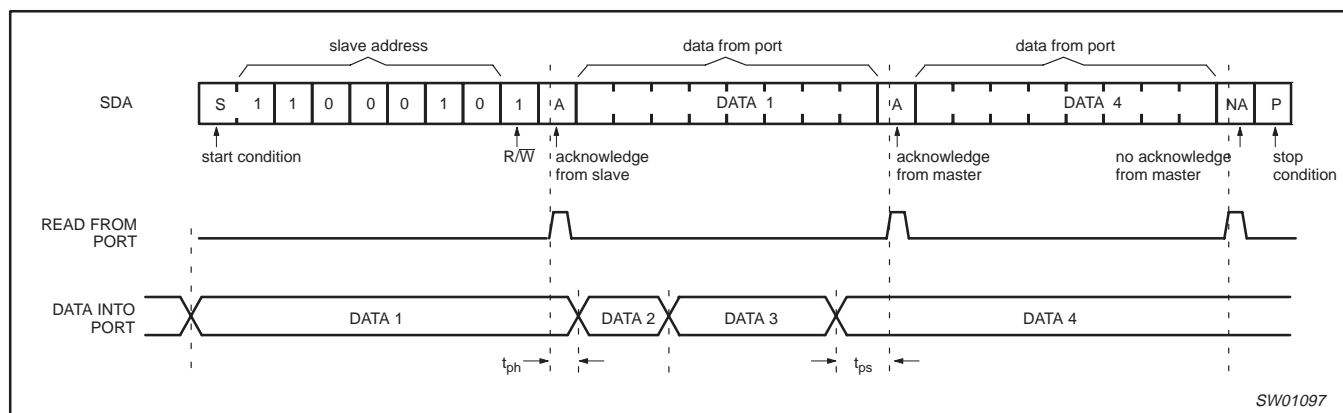 slave address data from port data from port
SDA S 1 1 0 0 0 1 0 1 A DATA 1 A DATA 4 NA P
start condition R/W̅ acknowledge from slave acknowledge from master no acknowledge from master stop condition
READ FROM PORT
DATA INTO PORT DATA 1 DATA 2 DATA 3 DATA 4
tph tps
SW01097